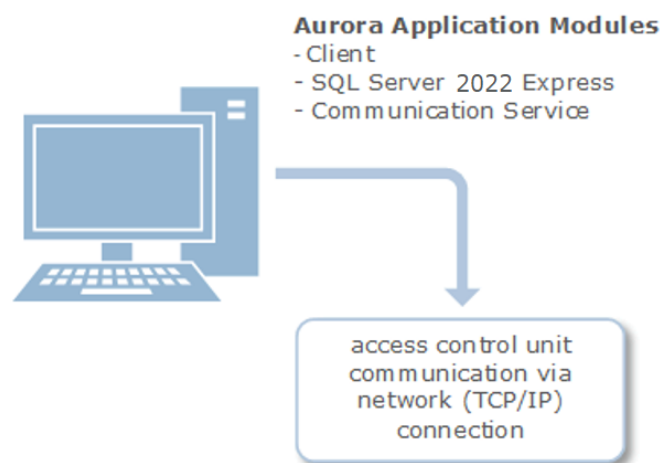 Aurora Application Modules
- Client
- SQL Server 2022 Express
- Communication Service
access control unit
communication via
network (TCP/IP)
connection